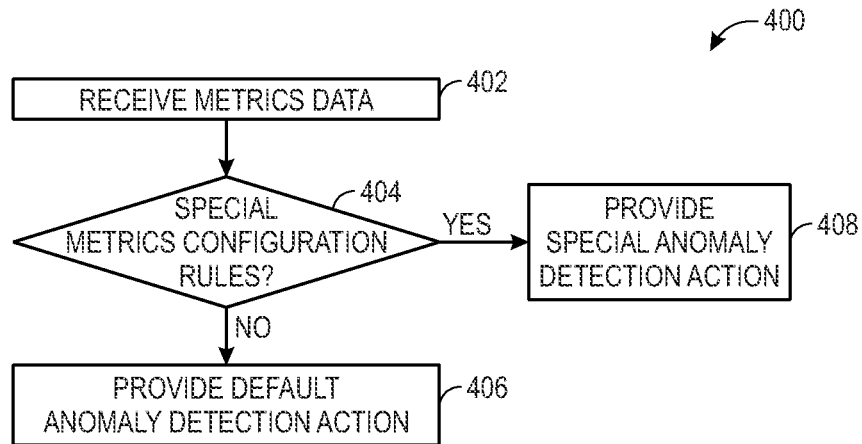 400
RECEIVE METRICS DATA
402
404
SPECIAL
METRICS CONFIGURATION
RULES?
YES
PROVIDE
SPECIAL ANOMALY
DETECTION ACTION
408
NO
PROVIDE DEFAULT
ANOMALY DETECTION ACTION
406